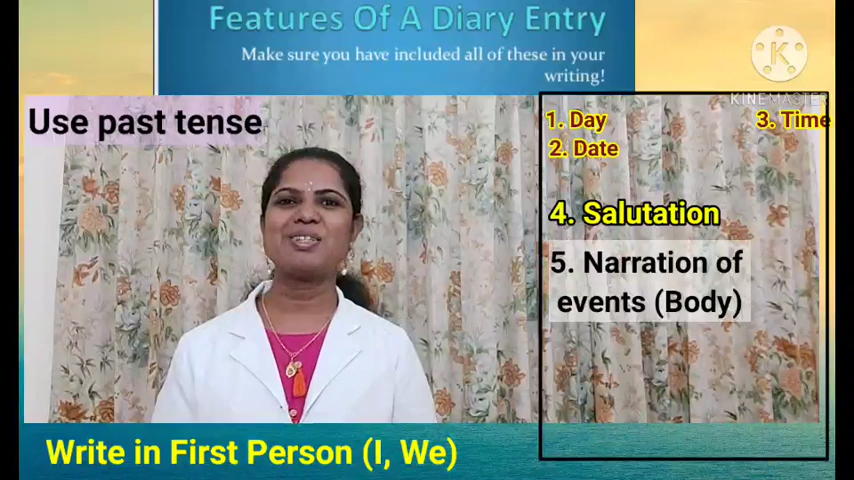 Features Of A Diary Entry
Make sure you have included all of these in your
writing!
KINEMASTER
Use past tense
1. Day
3. Time
2. Date
4. Salutation
5. Narration of
events (Body)
Write in First Person (I, We)